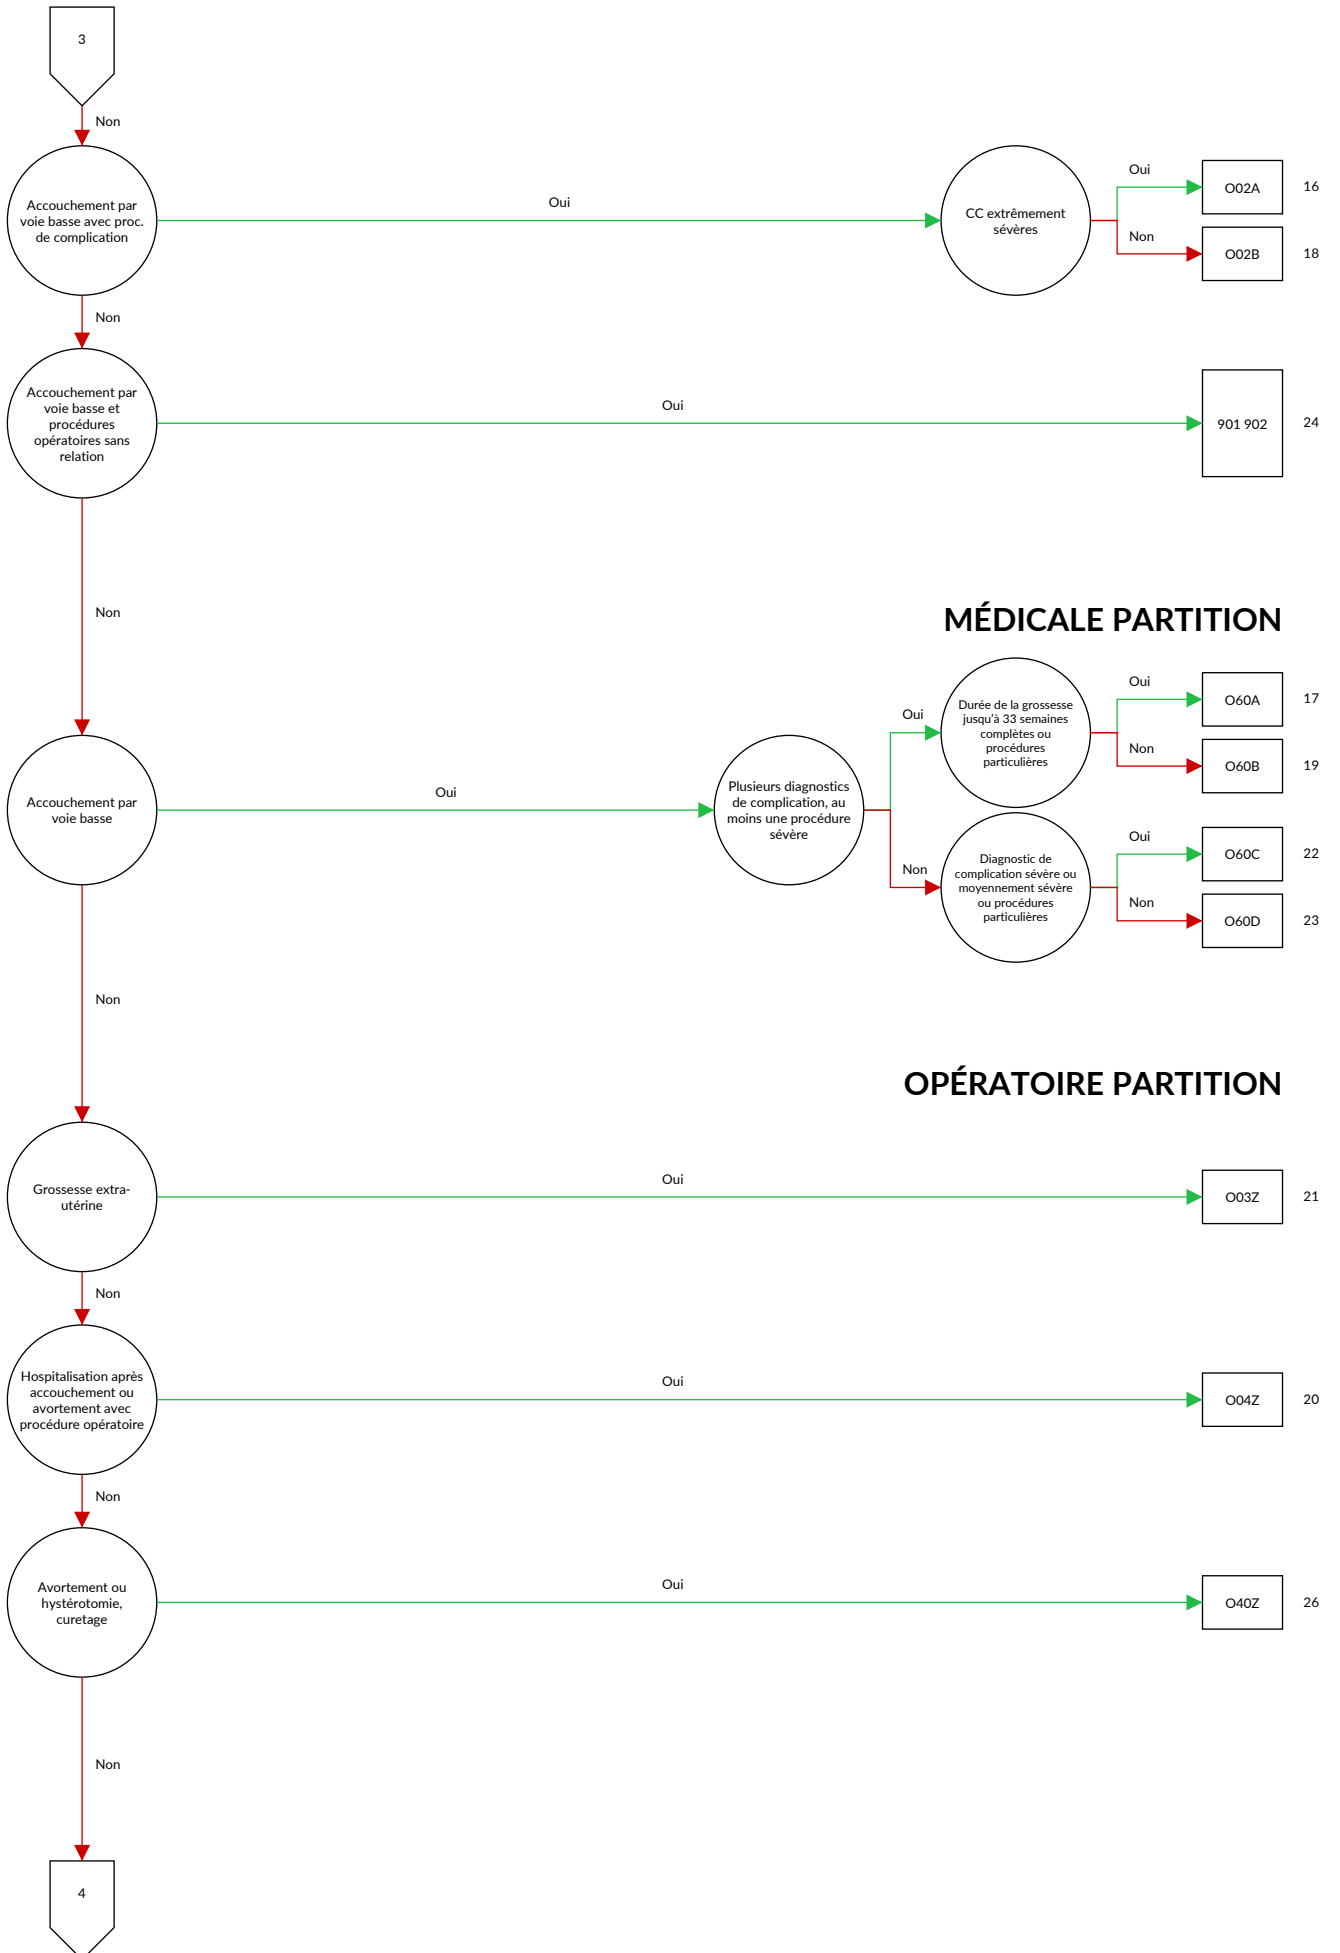 3
Non
Accouchement par
voie basse avec proc.
de complication
Oui
CC extrêmement
sévères
Oui
O02A
16
Non
O02B
18
Non
Accouchement par
voie basse et
procédures
opératoires sans
relation
Oui
901 902
24
Non
MÉDICALE PARTITION
Accouchement par
voie basse
Oui
Plusieurs diagnostics
de complication, au
moins une procédure
sévère
Oui
Durée de la grossesse
jusqu'à 33 semaines
complètes ou
procédures
particulières
Oui
O60A
17
Non
O60B
19
Non
Diagnostic de
complication sévère ou
moyennement sévère
ou procédures
particulières
Oui
O60C
22
Non
O60D
23
Non
OPÉRATOIRE PARTITION
Grossesse extra-
utérine
Oui
O03Z
21
Non
Hospitalisation après
accouchement ou
avortement avec
procédure opératoire
Oui
O04Z
20
Non
Avortement ou
hystérotomie,
curetage
Oui
O40Z
26
Non
4